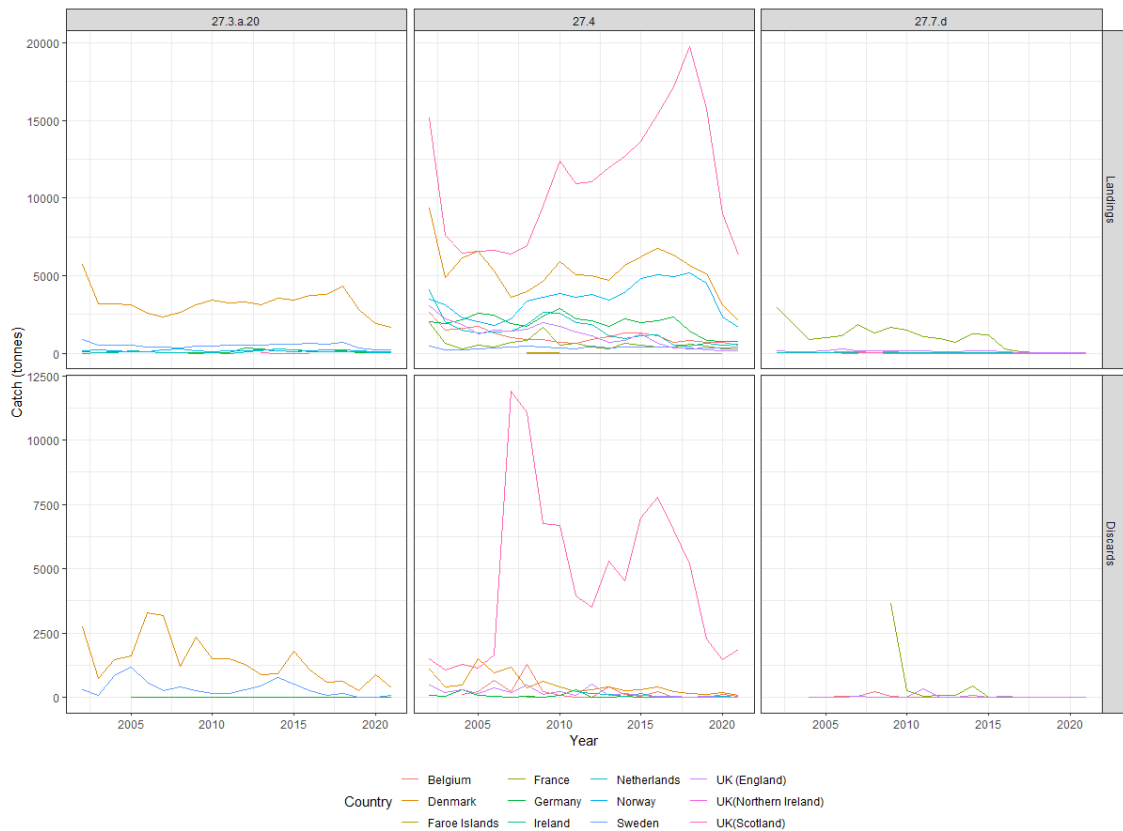 27.3.a.20 27.4 27.7.d
20000
15000
10000
5000
0
Landings
12500
10000
7500
5000
2500
0
Discards
Catch (tonnes)
2005 2010 2015 2020 2005 2010 2015 2020 2005 2010 2015 2020
Year
Country
Belgium France Netherlands UK (England)
Denmark Germany Norway UK(Northern Ireland)
Faroe Islands Ireland Sweden UK(Scotland)